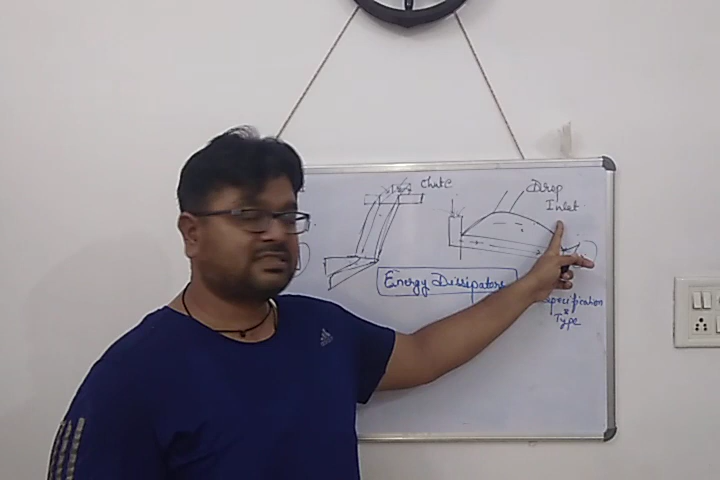 Chute
Drop
Inlet
Energy Dissipators
Specification
&
Type